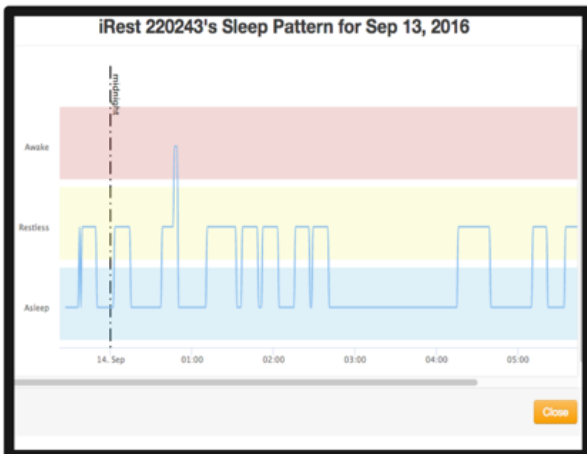 iRest 220243's Sleep Pattern for Sep 13, 2016
midnight
Awake
Restless
Asleep
14. Sep
01:00
02:00
03:00
04:00
05:00
Close